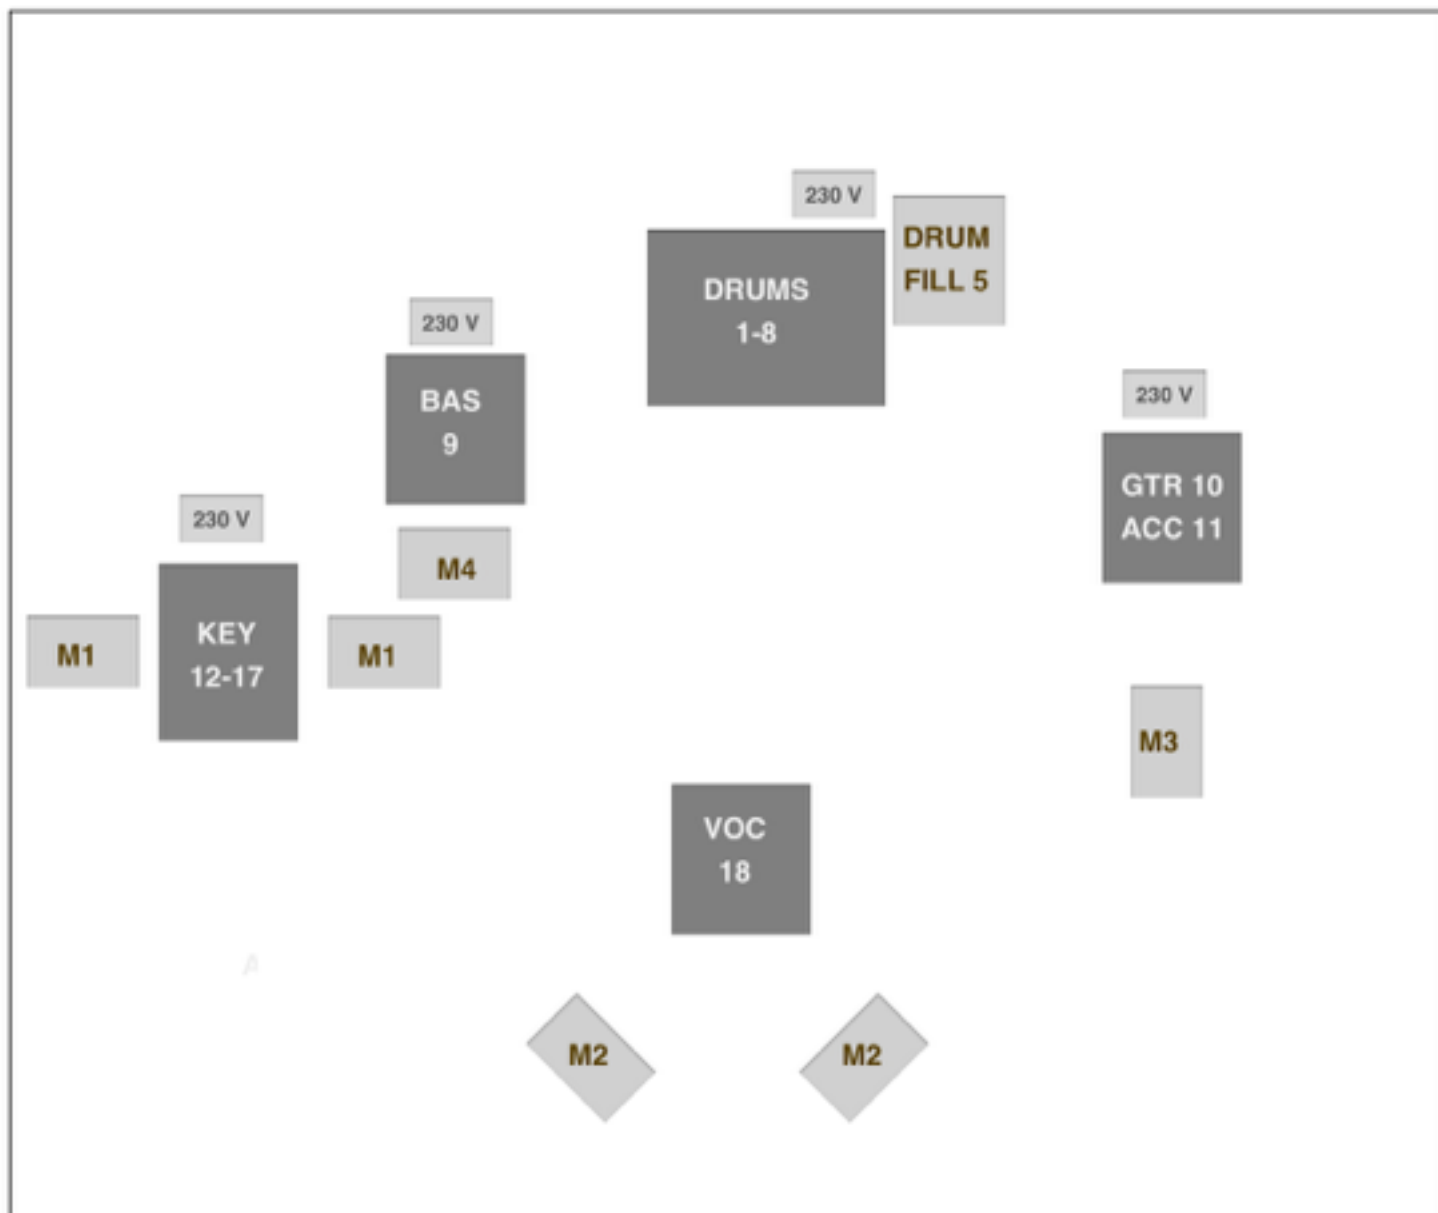 230 V
DRUM
FILL 5
DRUMS
1-8
230 V
BAS
9
230 V
GTR 10
ACC 11
230 V
M4
KEY
12-17
M1
M1
M3
VOC
18
M2
M2
A